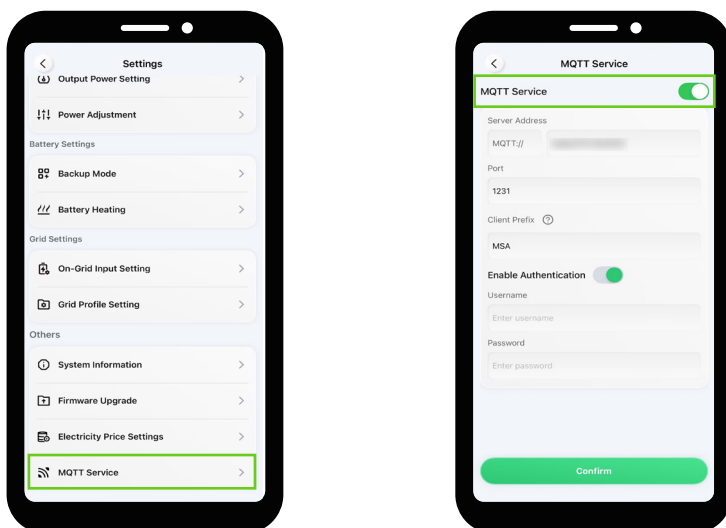 Settings
Output Power Setting
Power Adjustment
Battery Settings
Backup Mode
Battery Heating
Grid Settings
On-Grid Input Setting
Grid Profile Setting
Others
System Information
Firmware Upgrade
Electricity Price Settings
MQTT Service
MQTT Service
MQTT Service
Server Address
MQTT://
Port
1231
Client Prefix
MSA
Enable Authentication
Username
Enter username
Password
Enter password
Confirm